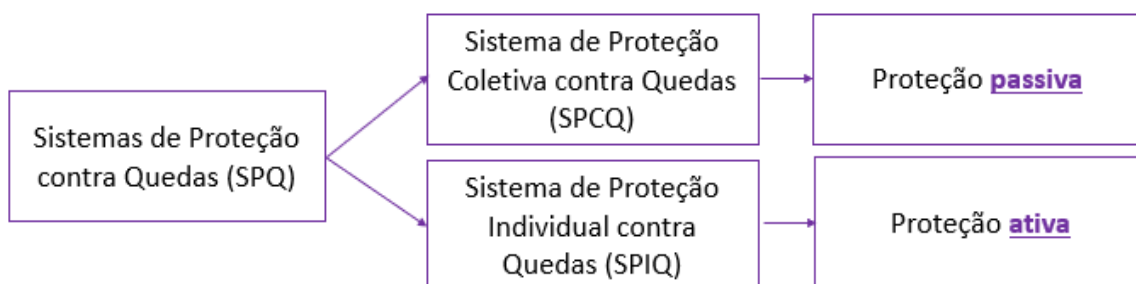 Sistemas de Proteção
contra Quedas (SPQ)
Sistema de Proteção
Coletiva contra Quedas
(SPCQ)
Proteção passiva
Sistema de Proteção
Individual contra
Quedas (SPIQ)
Proteção ativa